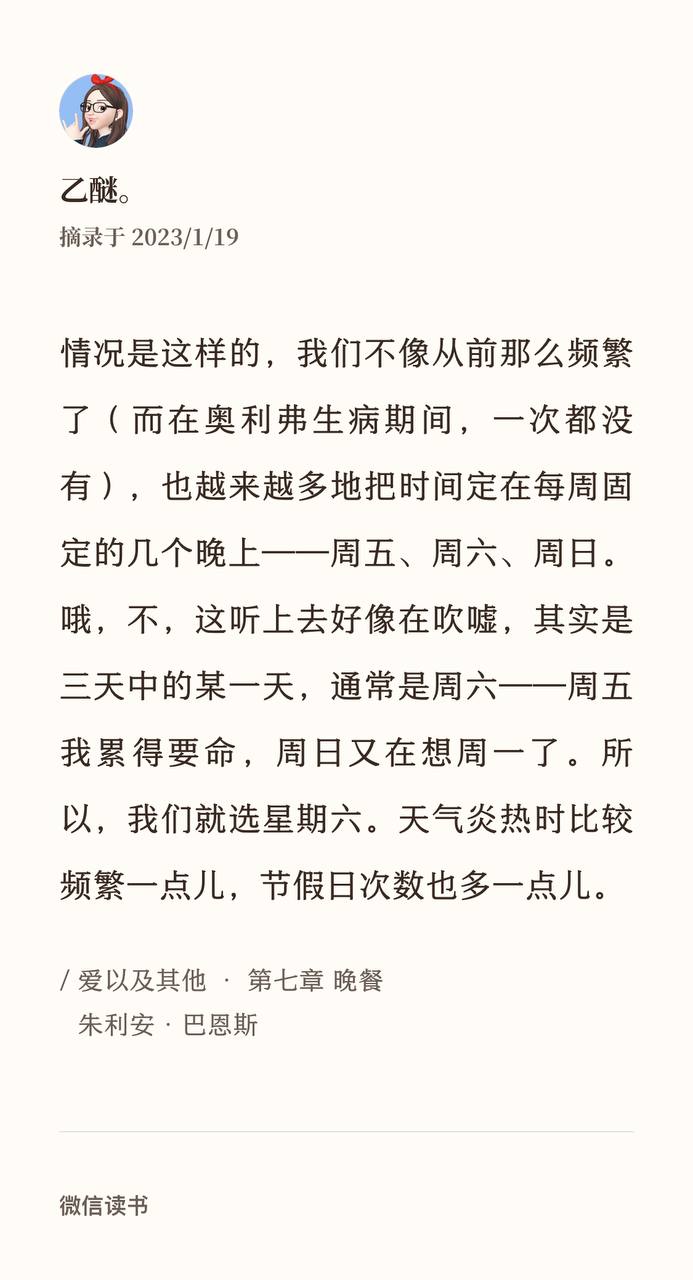 乙醚。
摘录于 2023/1/19
情况是这样的，我们不像从前那么频繁
了（而在奥利弗生病期间，一次都没
有），也越来越多地把时间定在每周固
定的几个晚上——周五、周六、周日。
哦，不，这听上去好像在吹嘘，其实是
三天中的某一天，通常是周六——周五
我累得要命，周日又在想周一了。所
以，我们就选星期六。天气炎热时比较
频繁一点儿，节假日次数也多一点儿。
/ 爱以及其他 · 第七章 晚餐
朱利安 · 巴恩斯
微信读书